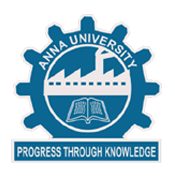 ANNA UNIVERSITY
PROGRESS THROUGH KNOWLEDGE